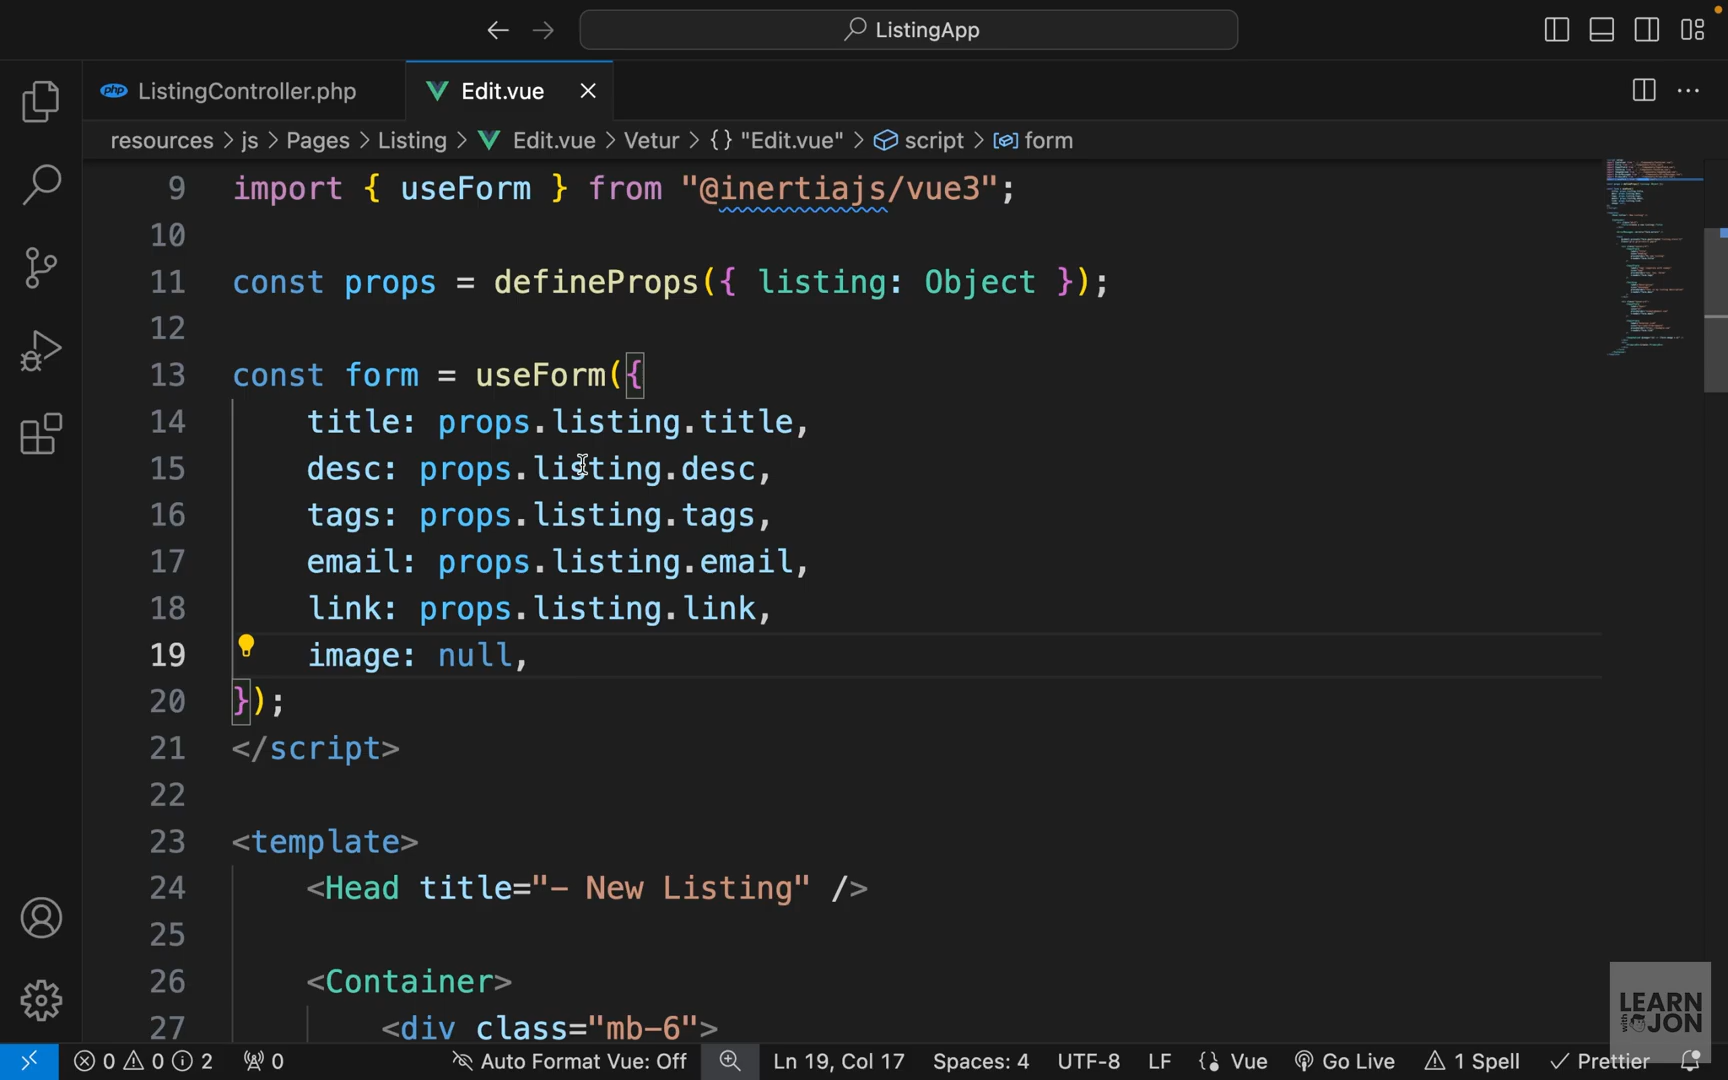 ListingApp
php ListingController.php
Edit.vue
resources > js > Pages > Listing > Edit.vue > Vetur > {} "Edit.vue" > script > form
9 import { useForm } from "@inertiajs/vue3";
10
11 const props = defineProps({ listing: Object });
12
13 const form = useForm({
14 title: props.listing.title,
15 desc: props.listing.desc,
16 tags: props.listing.tags,
17 email: props.listing.email,
18 link: props.listing.link,
19 image: null,
20 });
21 </script>
22
23 <template>
24 <Head title="- New Listing" />
25
26 <Container>
27 <div class="mb-6">
LEARN
with JON
0 0 2 0 Auto Format Vue: Off Ln 19, Col 17 Spaces: 4 UTF-8 LF Vue Go Live 1 Spell Prettier